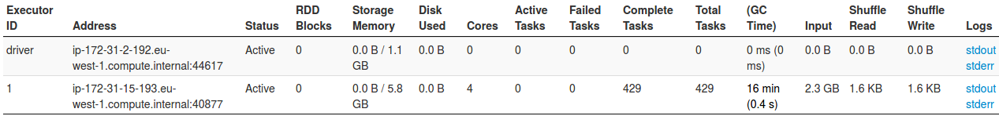 Executor ID Address Status RDD Blocks Storage Memory Disk Used Cores Active Tasks Failed Tasks Complete Tasks Total Tasks (GC Time) Input Shuffle Read Shuffle Write Logs
driver ip-172-31-2-192.eu-west-1.compute.internal:44617 Active 0 0.0 B / 1.1 GB 0.0 B 0 0 0 0 0 0 ms (0 ms) 0.0 B 0.0 B 0.0 B stdout stderr
1 ip-172-31-15-193.eu-west-1.compute.internal:40877 Active 0 0.0 B / 5.8 GB 0.0 B 4 0 0 429 429 16 min (0.4 s) 2.3 GB 1.6 KB 1.6 KB stdout stderr